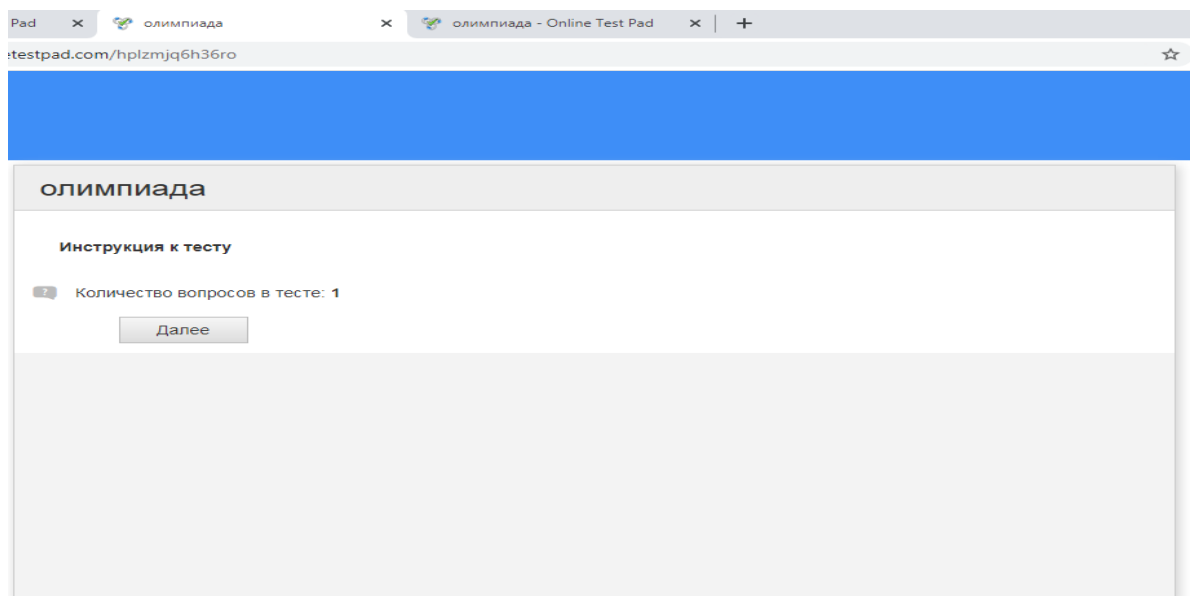 Pad
олимпиада
олимпиада - Online Test Pad
etestpad.com/hplzmjq6h36ro
олимпиада
Инструкция к тесту
Количество вопросов в тесте: 1
Далее